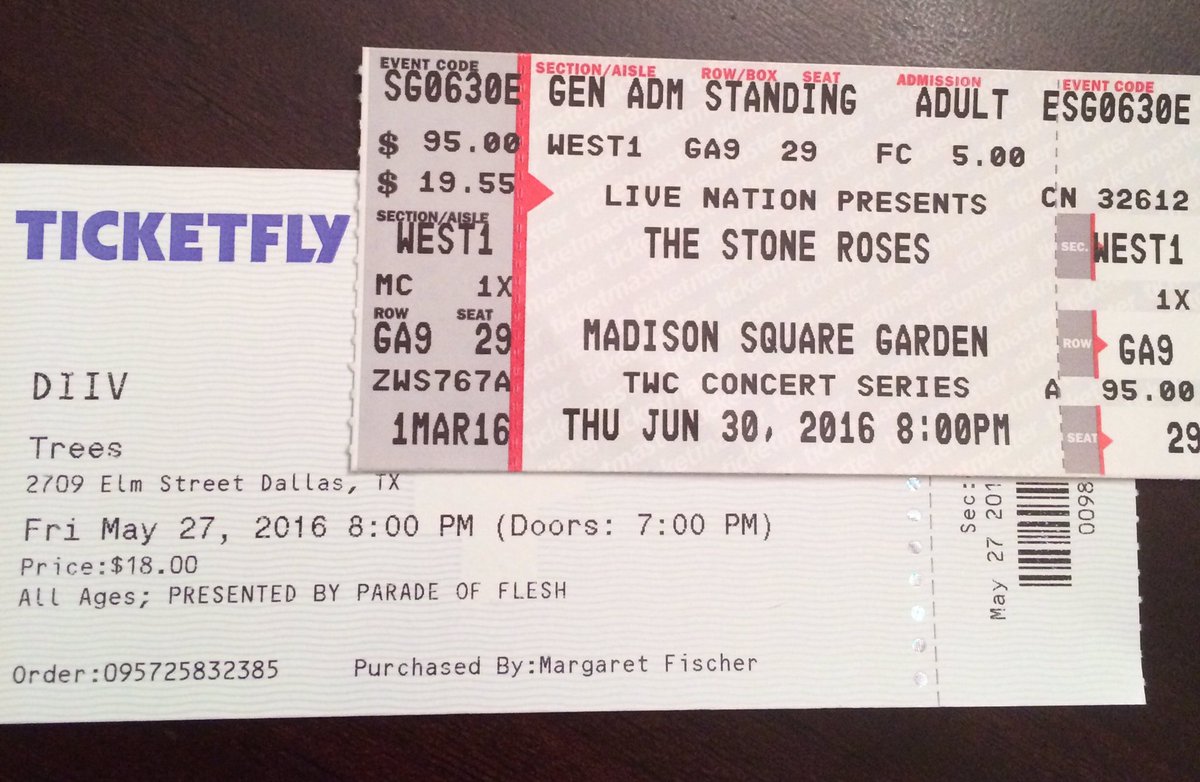 EVENT CODE
SG0630E
$ 95.00
$ 19.55
SECTION/AISLE
WEST1
MC 1X
ROW SEAT
GA9 29
ZWS767A
1MAR16
SECTION/AISLE ROW/BOX SEAT ADMISSION
GEN ADM STANDING ADULT
WEST1 GA9 29 FC 5.00
LIVE NATION PRESENTS
THE STONE ROSES
MADISON SQUARE GARDEN
TWC CONCERT SERIES
THU JUN 30, 2016 8:00PM
EVENT CODE
ESG0630E
CN 32612
SEC. WEST1
1X
ROW GA9
A 95.00
SEAT 29
TICKETFLY
DIIV
Trees
2709 Elm Street Dallas, TX
Fri May 27, 2016 8:00 PM (Doors: 7:00 PM)
Price:$18.00
All Ages; PRESENTED BY PARADE OF FLESH
Order:095725832385 Purchased By:Margaret Fischer
Sec:
May 27 201
0098